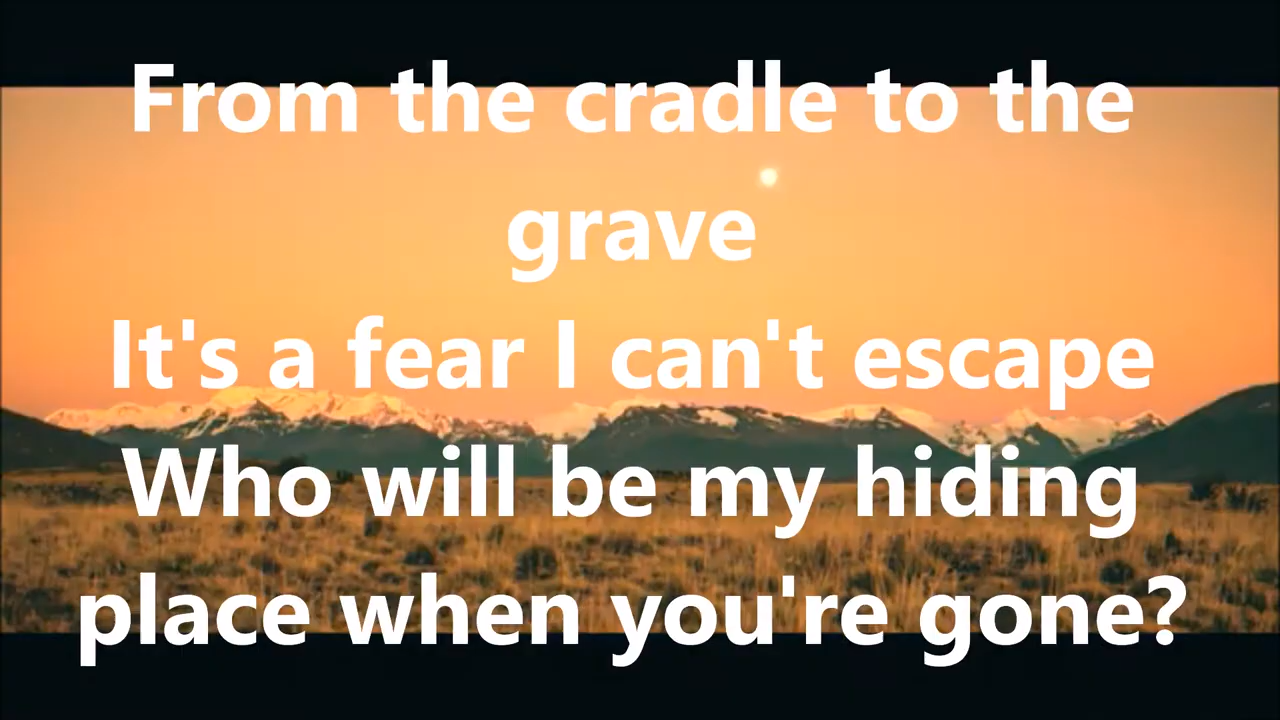 From the cradle to the
grave
It's a fear I can't escape
Who will be my hiding
place when you're gone?